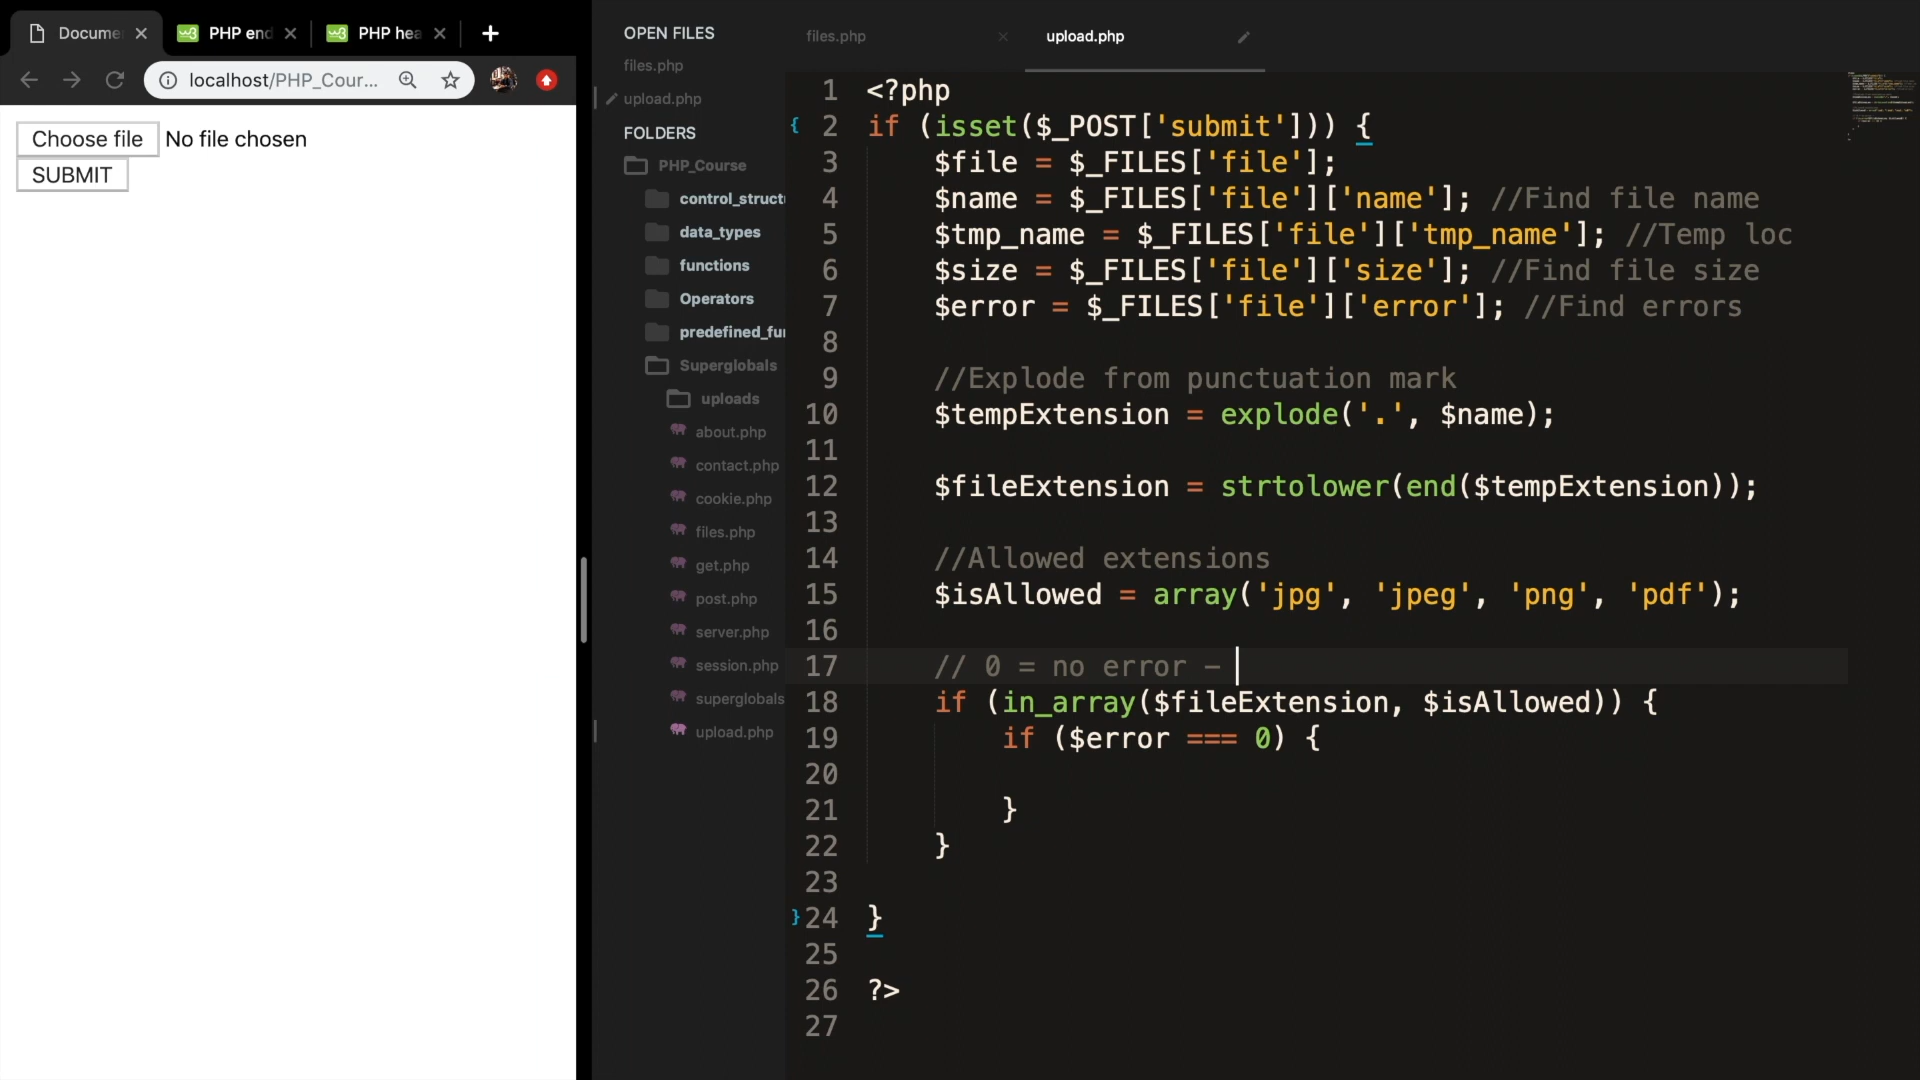 Docume
PHP end
PHP hea
localhost/PHP_Cour...
Choose file No file chosen
SUBMIT
OPEN FILES
files.php
upload.php
FOLDERS
PHP_Course
control_struct
data_types
functions
Operators
predefined_fu
Superglobals
uploads
about.php
contact.php
cookie.php
files.php
get.php
post.php
server.php
session.php
superglobals
upload.php
files.php
upload.php
1 <?php
2 if (isset($_POST['submit'])) {
3 $file = $_FILES['file'];
4 $name = $_FILES['file']['name']; //Find file name
5 $tmp_name = $_FILES['file']['tmp_name']; //Temp loc
6 $size = $_FILES['file']['size']; //Find file size
7 $error = $_FILES['file']['error']; //Find errors
8
9 //Explode from punctuation mark
10 $tempExtension = explode('.', $name);
11
12 $fileExtension = strtolower(end($tempExtension));
13
14 //Allowed extensions
15 $isAllowed = array('jpg', 'jpeg', 'png', 'pdf');
16
17 // 0 = no error -
18 if (in_array($fileExtension, $isAllowed)) {
19 if ($error === 0) {
20
21 }
22 }
23
24 }
25
26 ?>
27